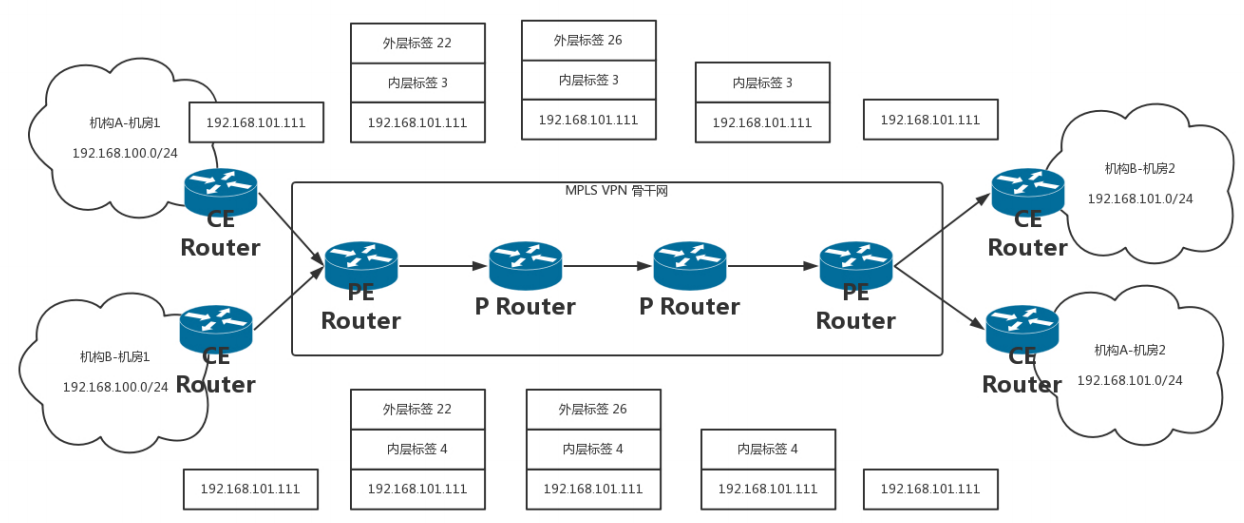 外层标签 22
内层标签 3
192.168.101.111
外层标签 26
内层标签 3
192.168.101.111
内层标签 3
192.168.101.111
192.168.101.111
192.168.101.111
机构A-机房1
192.168.100.0/24
CE
Router
机构B-机房2
192.168.101.0/24
CE
Router
MPLS VPN 骨干网
PE
Router
P Router
P Router
PE
Router
机构B-机房1
192.168.100.0/24
CE
Router
机构A-机房2
192.168.101.0/24
CE
Router
192.168.101.111
外层标签 22
内层标签 4
192.168.101.111
外层标签 26
内层标签 4
192.168.101.111
内层标签 4
192.168.101.111
192.168.101.111